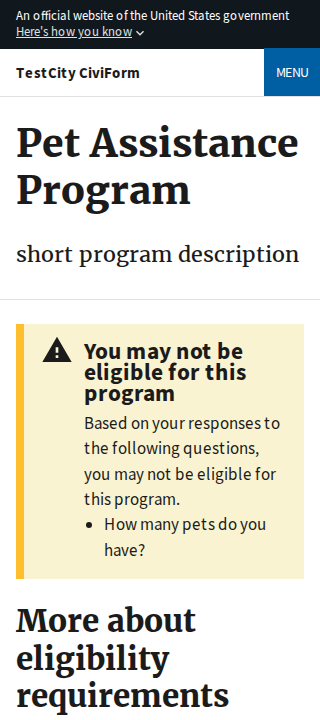 An official website of the United States government
Here's how you know
TestCity CiviForm
MENU
Pet Assistance
Program
short program description
You may not be
eligible for this
program
Based on your responses to
the following questions,
you may not be eligible for
this program.
• How many pets do you
have?
More about
eligibility
requirements